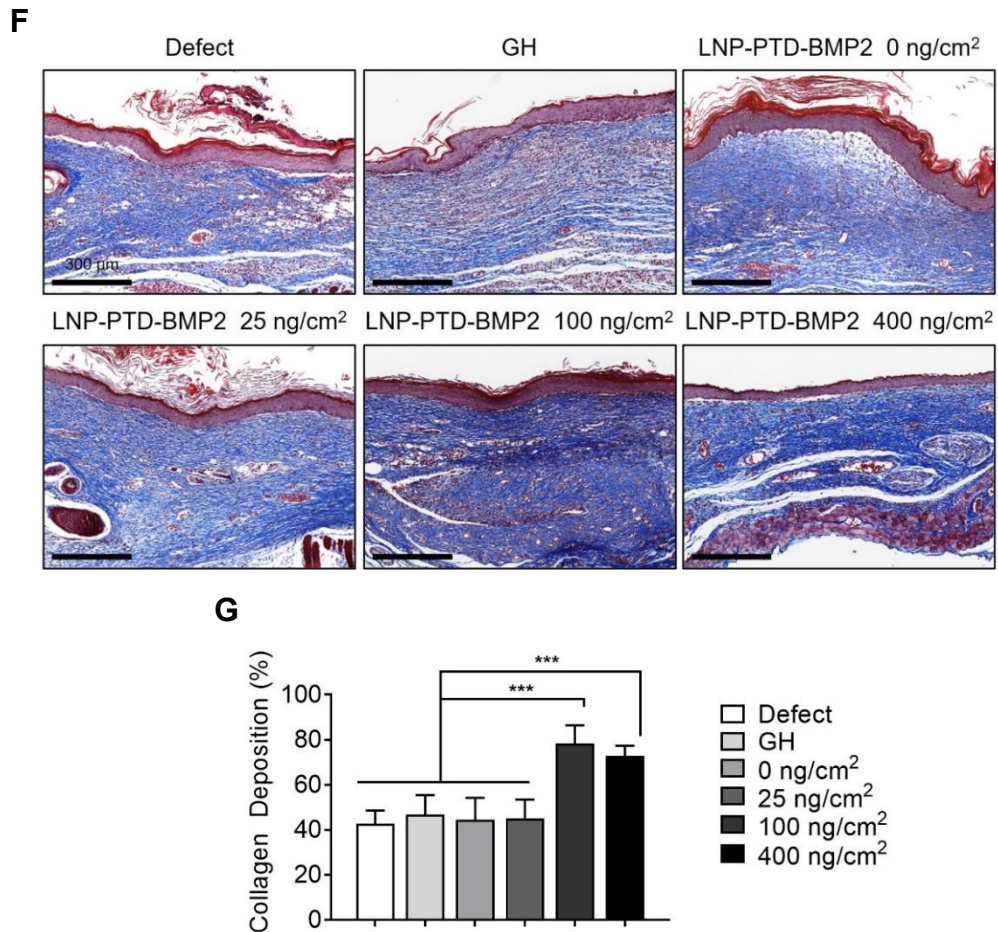 F
Defect
GH
LNP-PTD-BMP2 0 ng/cm²
300 μm
LNP-PTD-BMP2 25 ng/cm²
LNP-PTD-BMP2 100 ng/cm²
LNP-PTD-BMP2 400 ng/cm²
G
Collagen Deposition (%)
100
80
60
40
20
0
***
***
Defect
GH
0 ng/cm²
25 ng/cm²
100 ng/cm²
400 ng/cm²